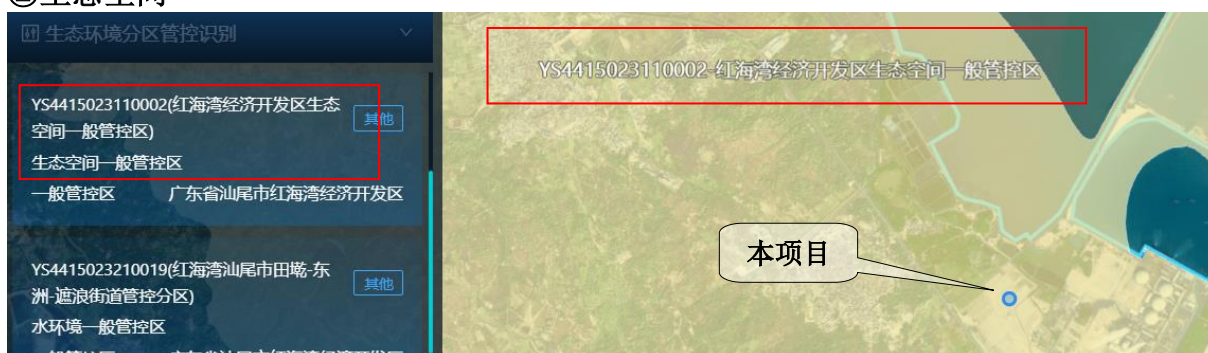 生态空间
生态环境分区管控识别
YS4415023110002(红海湾经济开发区生态
空间一般管控区)
其他
生态空间一般管控区
一般管控区 广东省汕尾市红海湾经济开发区
YS4415023210019(红海湾汕尾市田墘-东
洲-遮浪街道管控分区)
其他
水环境一般管控区
YS4415023110002-红海湾经济开发区生态空间一般管控区
本项目